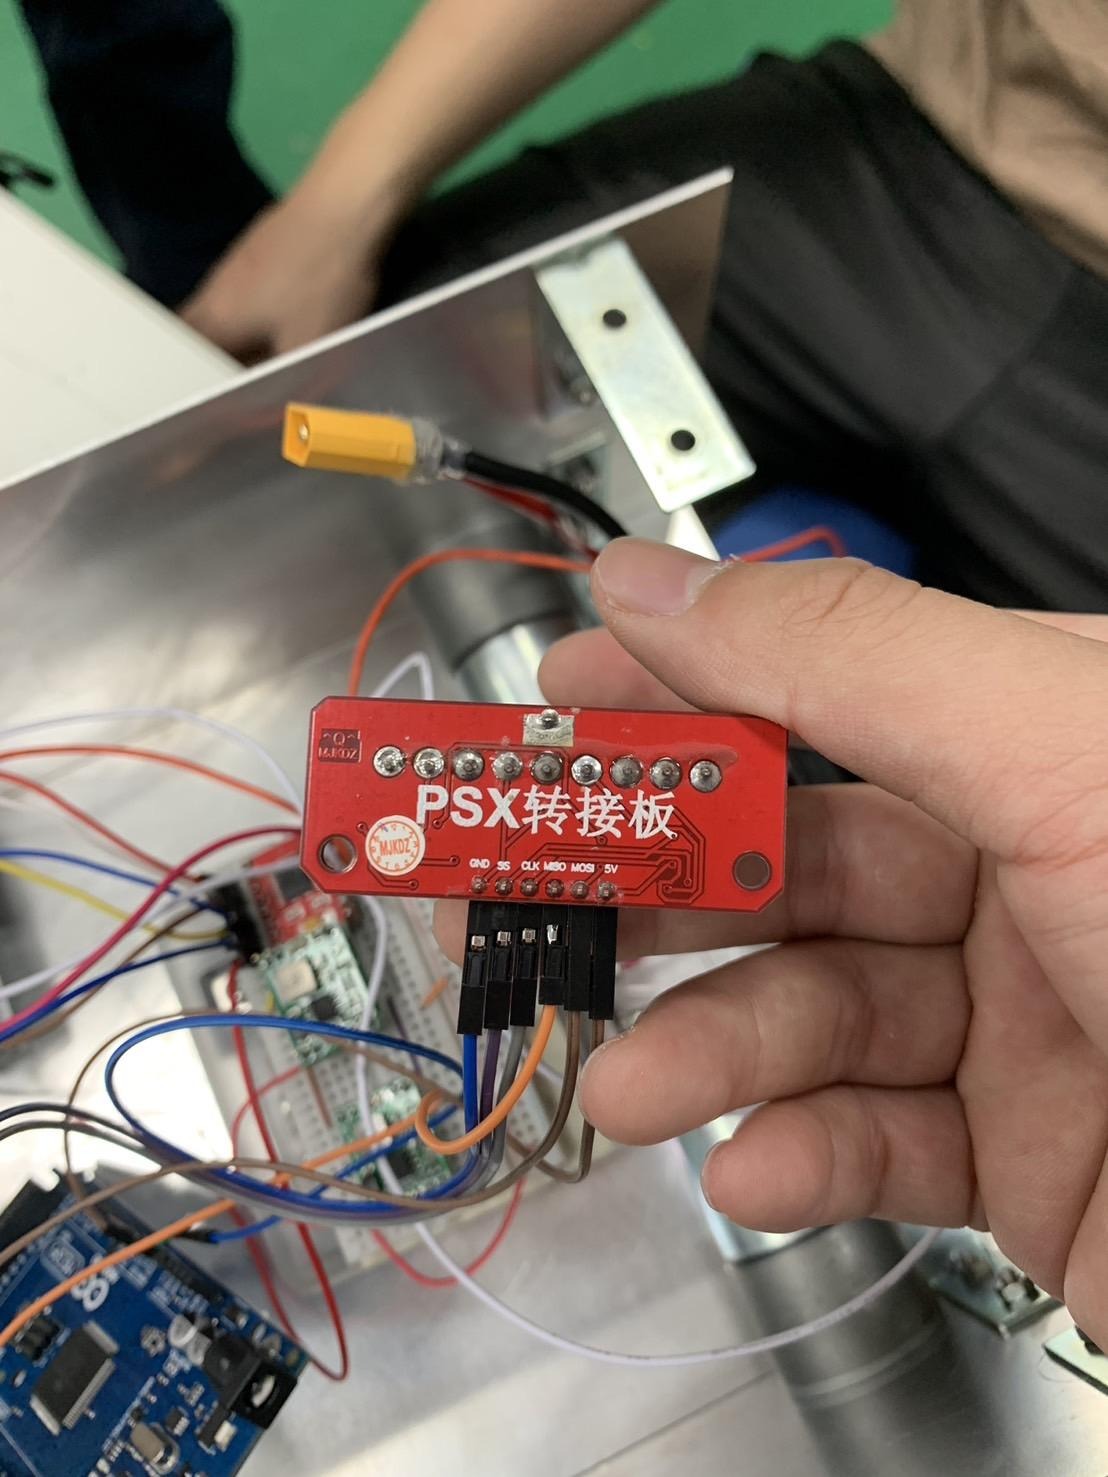 MJKDZ
PSX转接板
MJKDZ
GND SS CLK MISO MOSI 5V